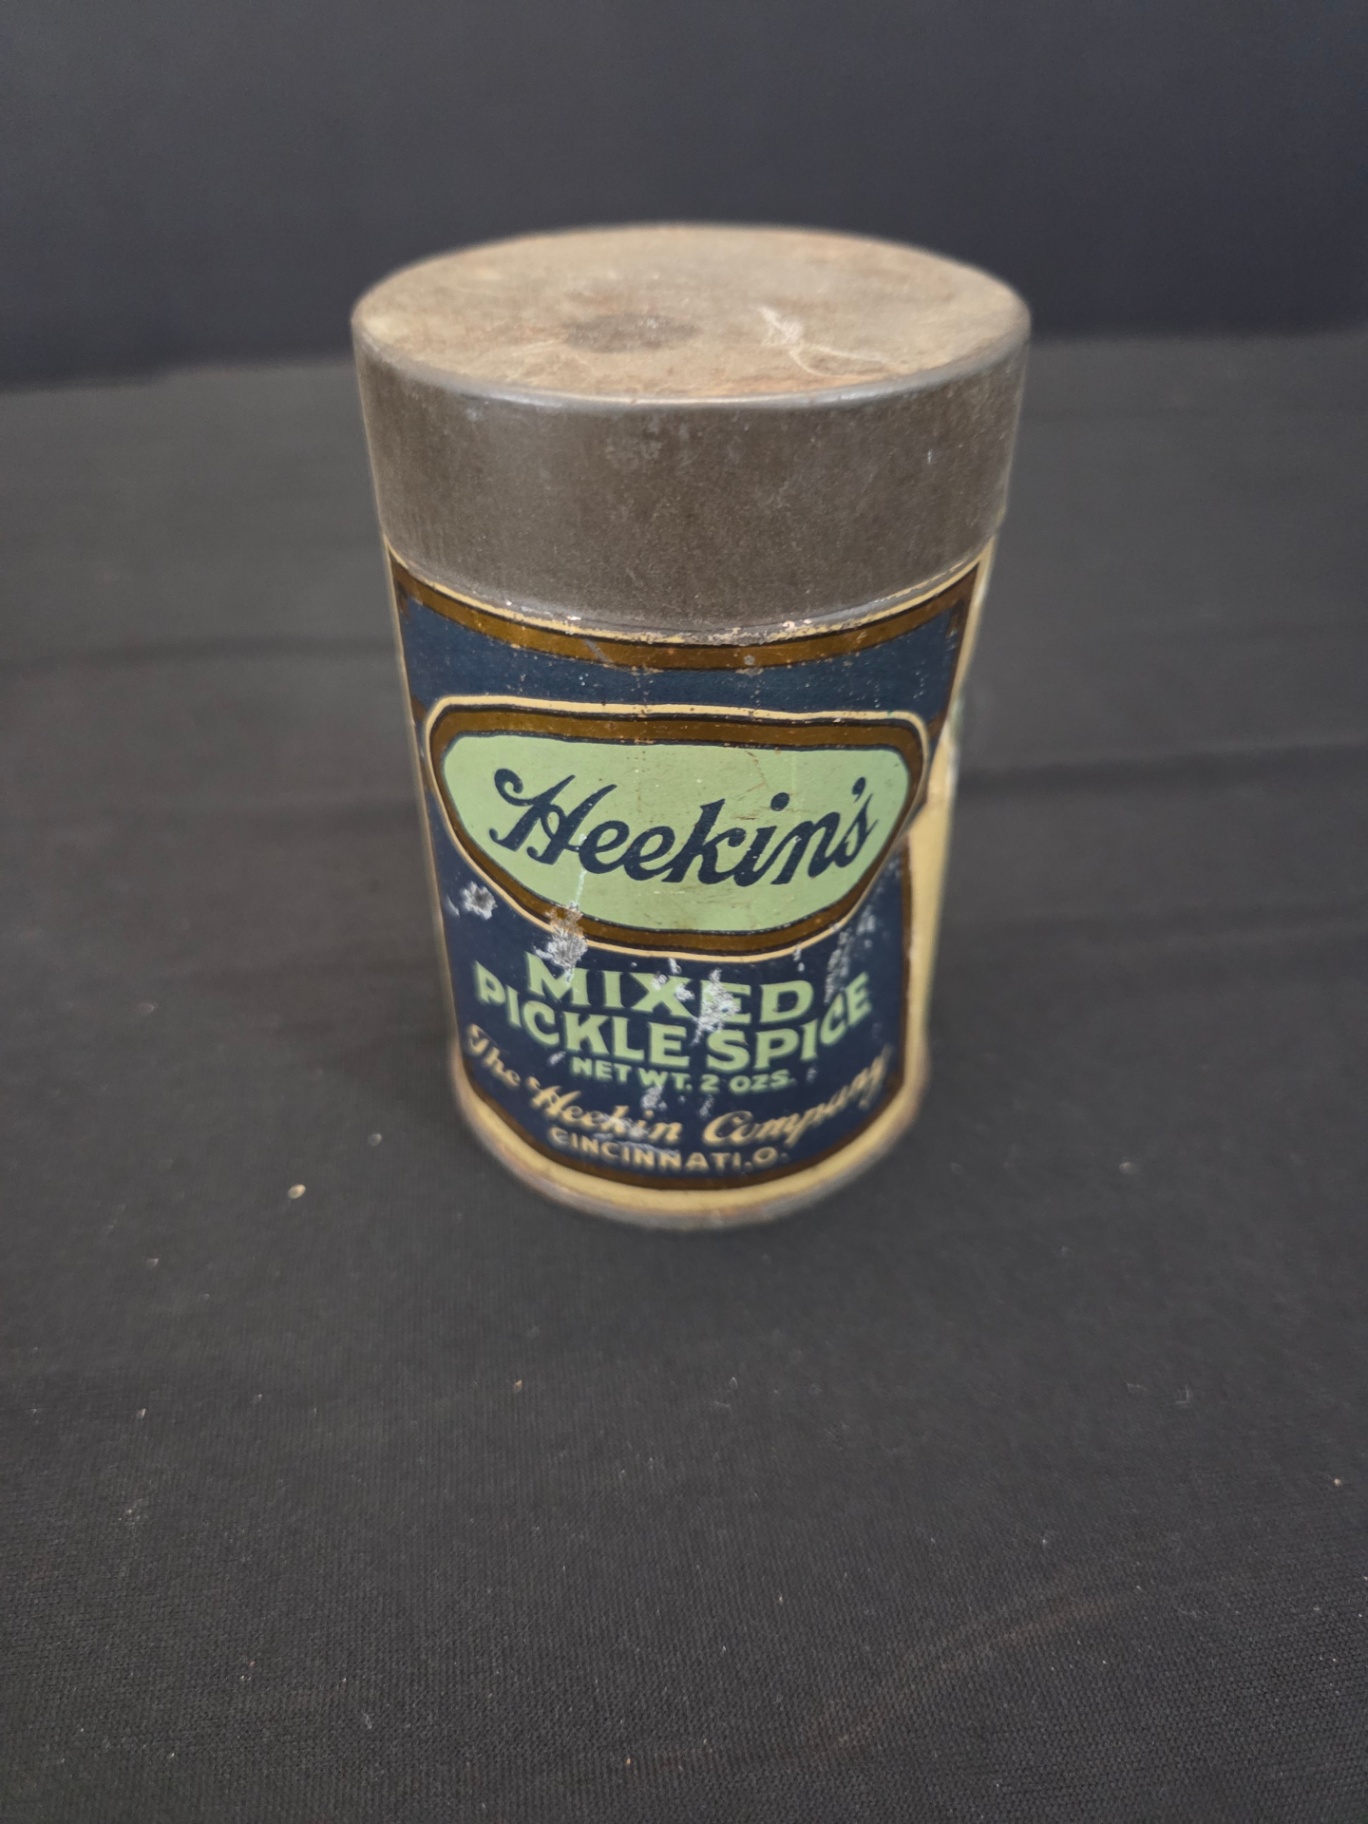 Heekin's
MIXED
PICKLE SPICE
NET WT. 2 OZS.
The Heekin Company
CINCINNATI, O.